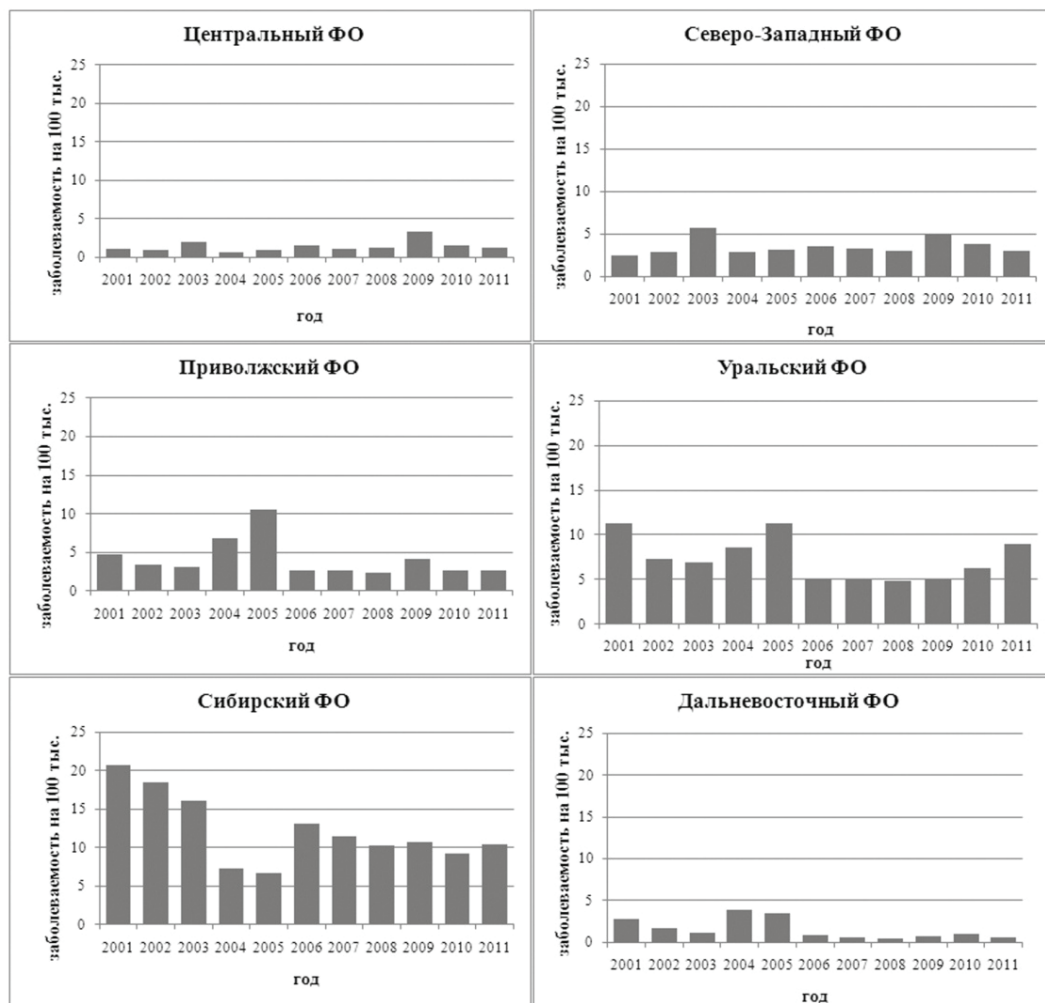 Центральный ФО
заболеваемость на 100 тыс.
25
20
15
10
5
0
2001 2002 2003 2004 2005 2006 2007 2008 2009 2010 2011
год
Северо-Западный ФО
заболеваемость на 100 тыс.
25
20
15
10
5
0
2001 2002 2003 2004 2005 2006 2007 2008 2009 2010 2011
год
Приволжский ФО
заболеваемость на 100 тыс.
25
20
15
10
5
0
2001 2002 2003 2004 2005 2006 2007 2008 2009 2010 2011
год
Уральский ФО
заболеваемость на 100 тыс.
25
20
15
10
5
0
2001 2002 2003 2004 2005 2006 2007 2008 2009 2010 2011
год
Сибирский ФО
заболеваемость на 100 тыс.
25
20
15
10
5
0
2001 2002 2003 2004 2005 2006 2007 2008 2009 2010 2011
год
Дальневосточный ФО
заболеваемость на 100 тыс.
25
20
15
10
5
0
2001 2002 2003 2004 2005 2006 2007 2008 2009 2010 2011
год